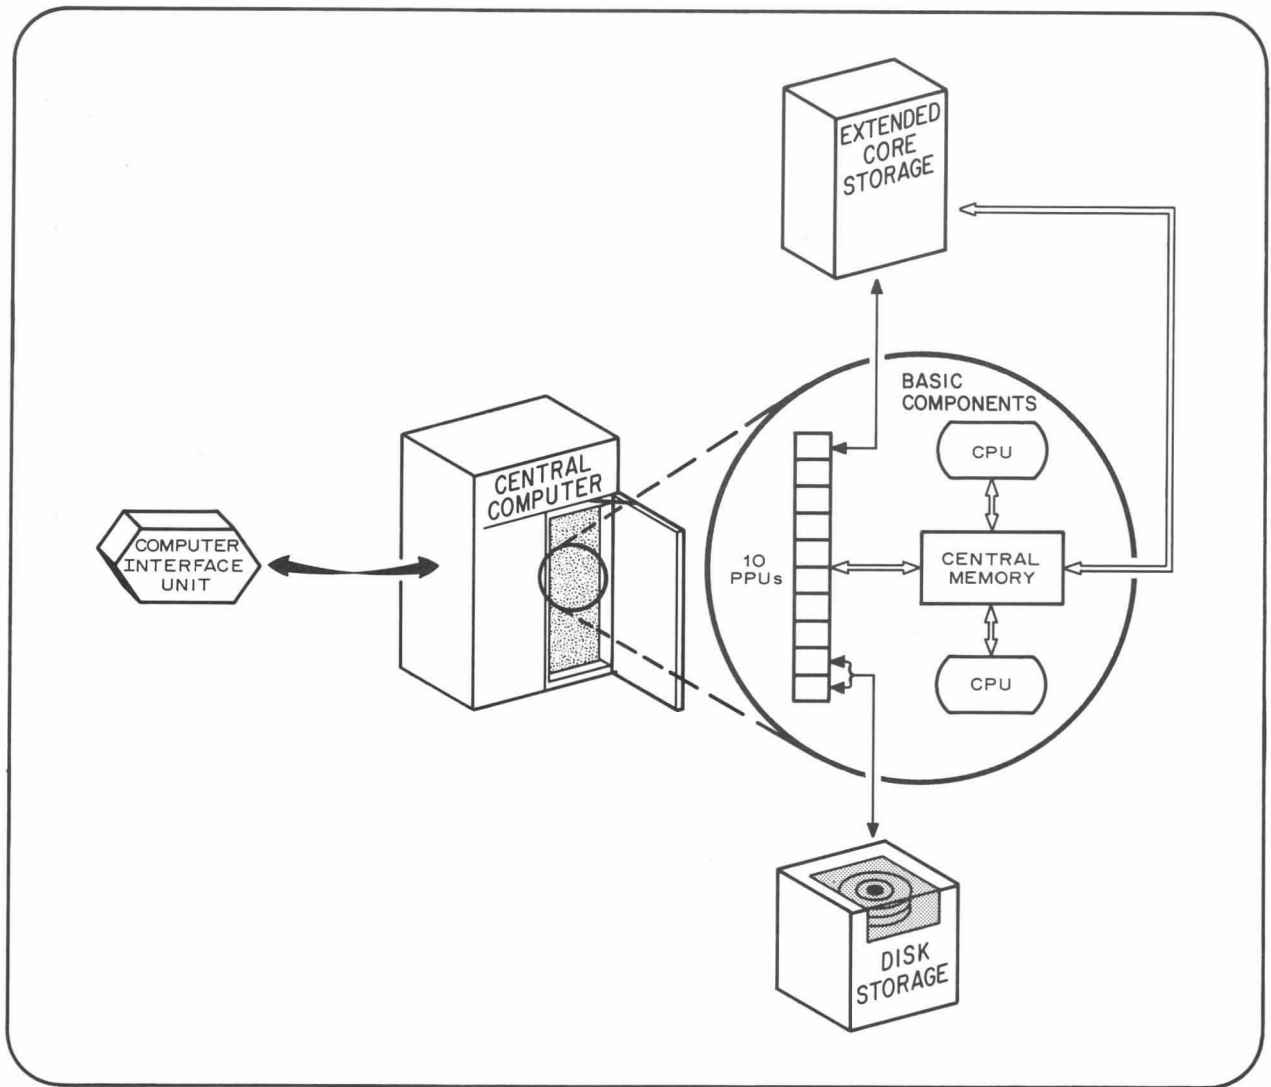 EXTENDED
CORE
STORAGE
BASIC
COMPONENTS
CPU
CENTRAL
COMPUTER
COMPUTER
INTERFACE
UNIT
10
PPUs
CENTRAL
MEMORY
CPU
DISK
STORAGE